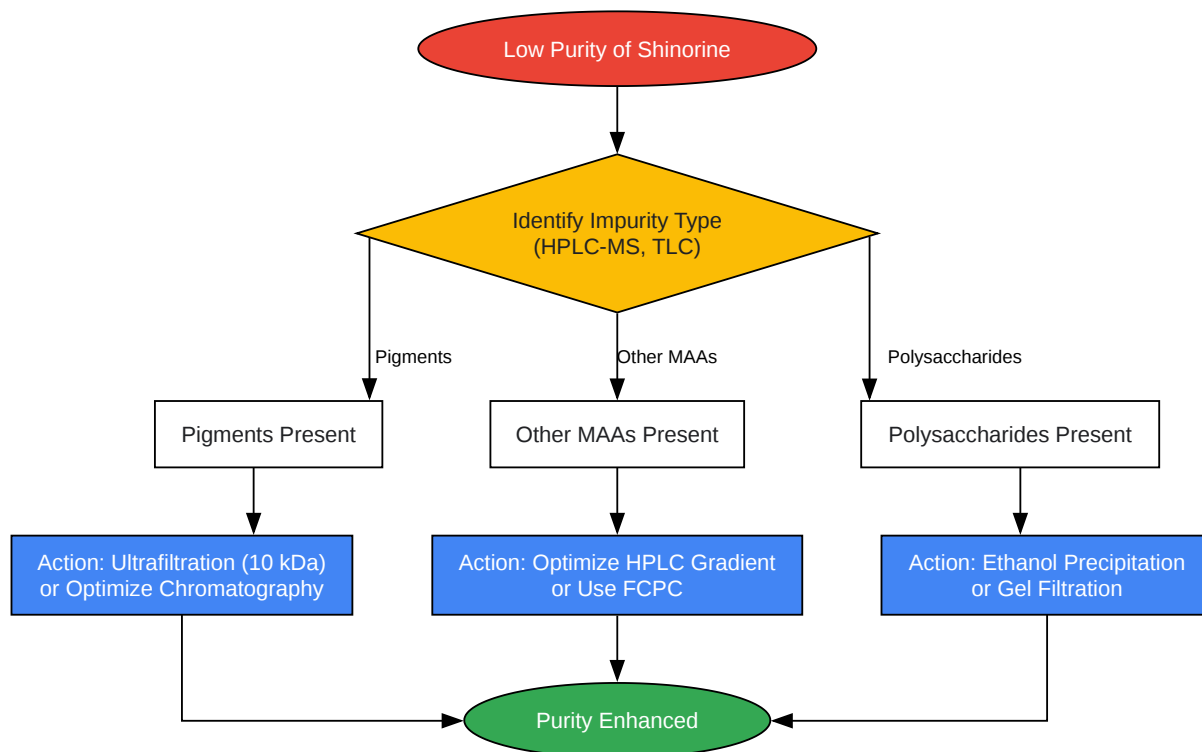 Low Purity of Shinorine
Identify Impurity Type
(HPLC-MS, TLC)
Pigments
Other MAAs
Polysaccharides
Pigments Present
Other MAAs Present
Polysaccharides Present
Action: Ultrafiltration (10 kDa)
or Optimize Chromatography
Action: Optimize HPLC Gradient
or Use FCPC
Action: Ethanol Precipitation
or Gel Filtration
Purity Enhanced